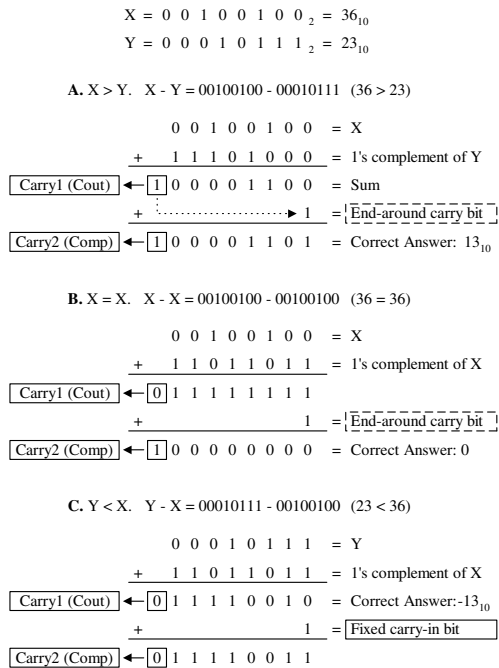 X = 0 0 1 0 0 1 0 0 2 = 36 10
Y = 0 0 0 1 0 1 1 1 2 = 23 10
A. X > Y. X - Y = 00100100 - 00010111 (36 > 23)
0 0 1 0 0 1 0 0 = X
+ 1 1 1 0 1 0 0 0 = 1's complement of Y
Carry1 (Cout) 1 0 0 0 0 1 1 0 0 = Sum
+ 1 = End-around carry bit
Carry2 (Comp) 1 0 0 0 0 1 1 0 1 = Correct Answer: 13 10
B. X = X. X - X = 00100100 - 00100100 (36 = 36)
0 0 1 0 0 1 0 0 = X
+ 1 1 0 1 1 0 1 1 = 1's complement of X
Carry1 (Cout) 0 1 1 1 1 1 1 1 1
+ 1 = End-around carry bit
Carry2 (Comp) 1 0 0 0 0 0 0 0 0 = Correct Answer: 0
C. Y < X. Y - X = 00010111 - 00100100 (23 < 36)
0 0 0 1 0 1 1 1 = Y
+ 1 1 0 1 1 0 1 1 = 1's complement of X
Carry1 (Cout) 0 1 1 1 1 0 0 1 0 = Correct Answer:-13 10
+ 1 = Fixed carry-in bit
Carry2 (Comp) 0 1 1 1 1 0 0 1 1